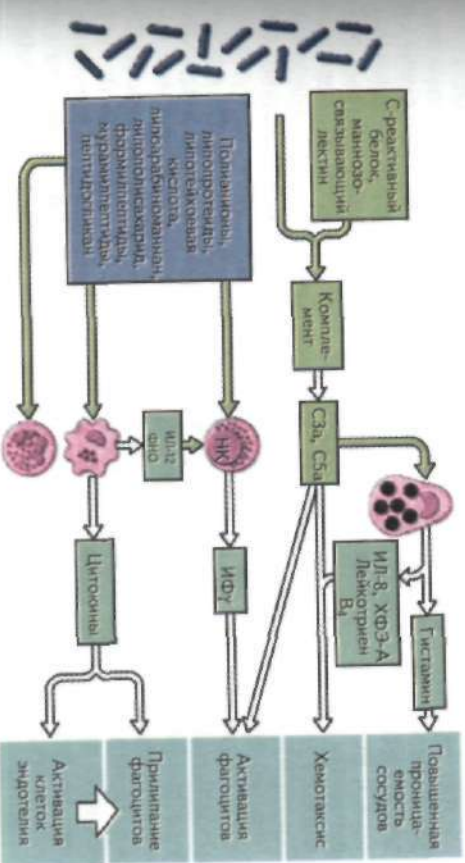 С-реактивный
белок,
маннозо-
связывающий
лектин
Компле-
мент
C3a, C5a
ИЛ-8, ХФЭ-А
Лейкотриен
B4
Гистамин
Повышенная
проница-
емость
сосудов
Хемотаксис
Полианионы,
липопротеиды,
липотейхоевая
кислота,
липоарабиноманнан,
липополисахарид,
формилпептиды,
мурамилпептиды,
пептидогликан
НК
ИЛ-12
ФНО
ИФγ
Цитокины
Активация
фагоцитов
Прилипание
фагоцитов
Активация
клеток
эндотелия